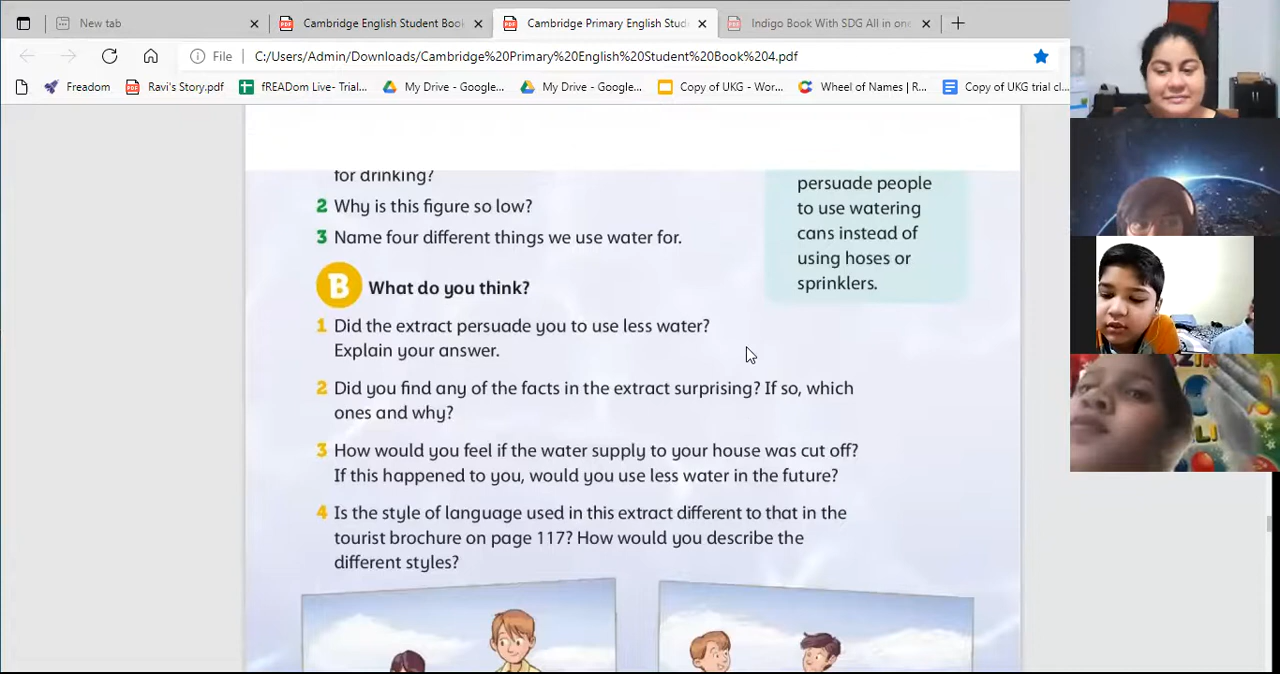 New tab
Cambridge English Student Boo
Cambridge Primary English Stud
Indigo Book With SDG All in one
File
C:/Users/Admin/Downloads/Cambridge%20Primary%20English%20Student%20Book%204.pdf
Freadom
Ravi's Story.pdf
fREADom Live- Trial...
My Drive - Google...
My Drive - Google...
Copy of UKG - Wor...
Wheel of Names | R...
Copy of UKG trial cl...
for drinking?
2 Why is this figure so low?
3 Name four different things we use water for.
persuade people
to use watering
cans instead of
using hoses or
sprinklers.
B What do you think?
1 Did the extract persuade you to use less water?
Explain your answer.
2 Did you find any of the facts in the extract surprising? If so, which
ones and why?
3 How would you feel if the water supply to your house was cut off?
If this happened to you, would you use less water in the future?
4 Is the style of language used in this extract different to that in the
tourist brochure on page 117? How would you describe the
different styles?